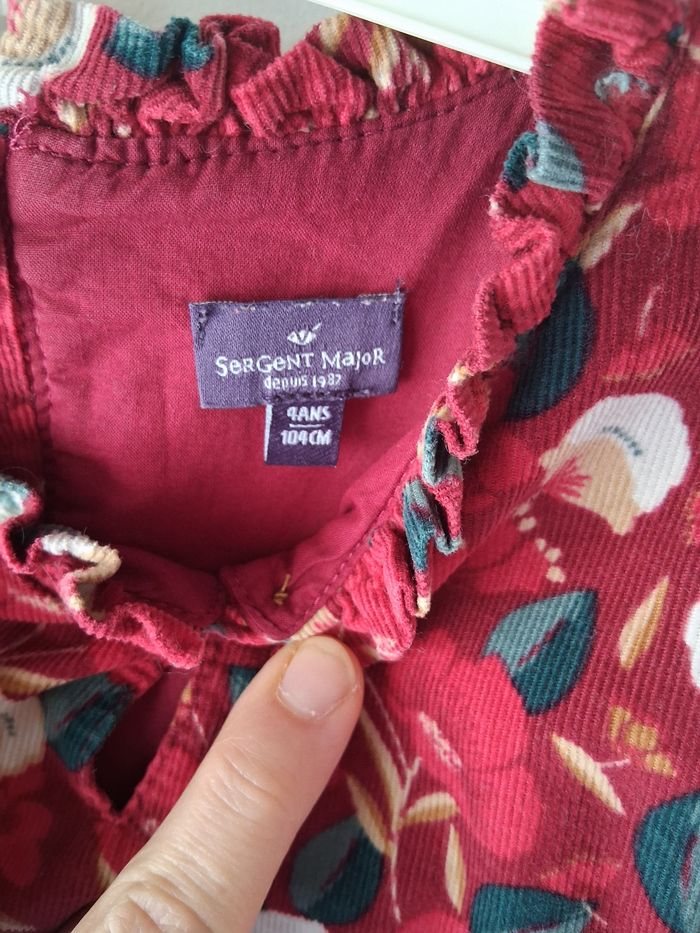 SeRGeNT MaJoR
depuis 1987
4ANS
104CM